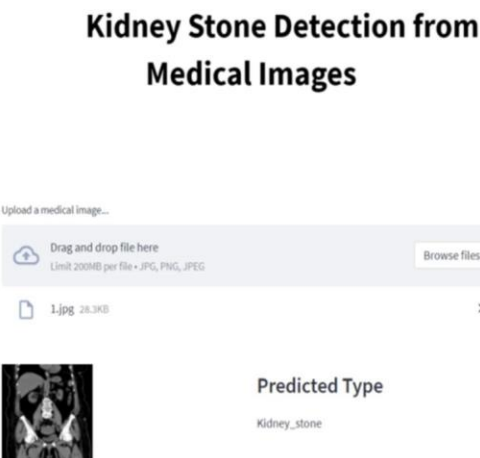 Kidney Stone Detection from
Medical Images
Upload a medical image...
Drag and drop file here
Limit 200MB per file • JPG, PNG, JPEG
Browse files
1.jpg 28.3KB
Predicted Type
Kidney_stone